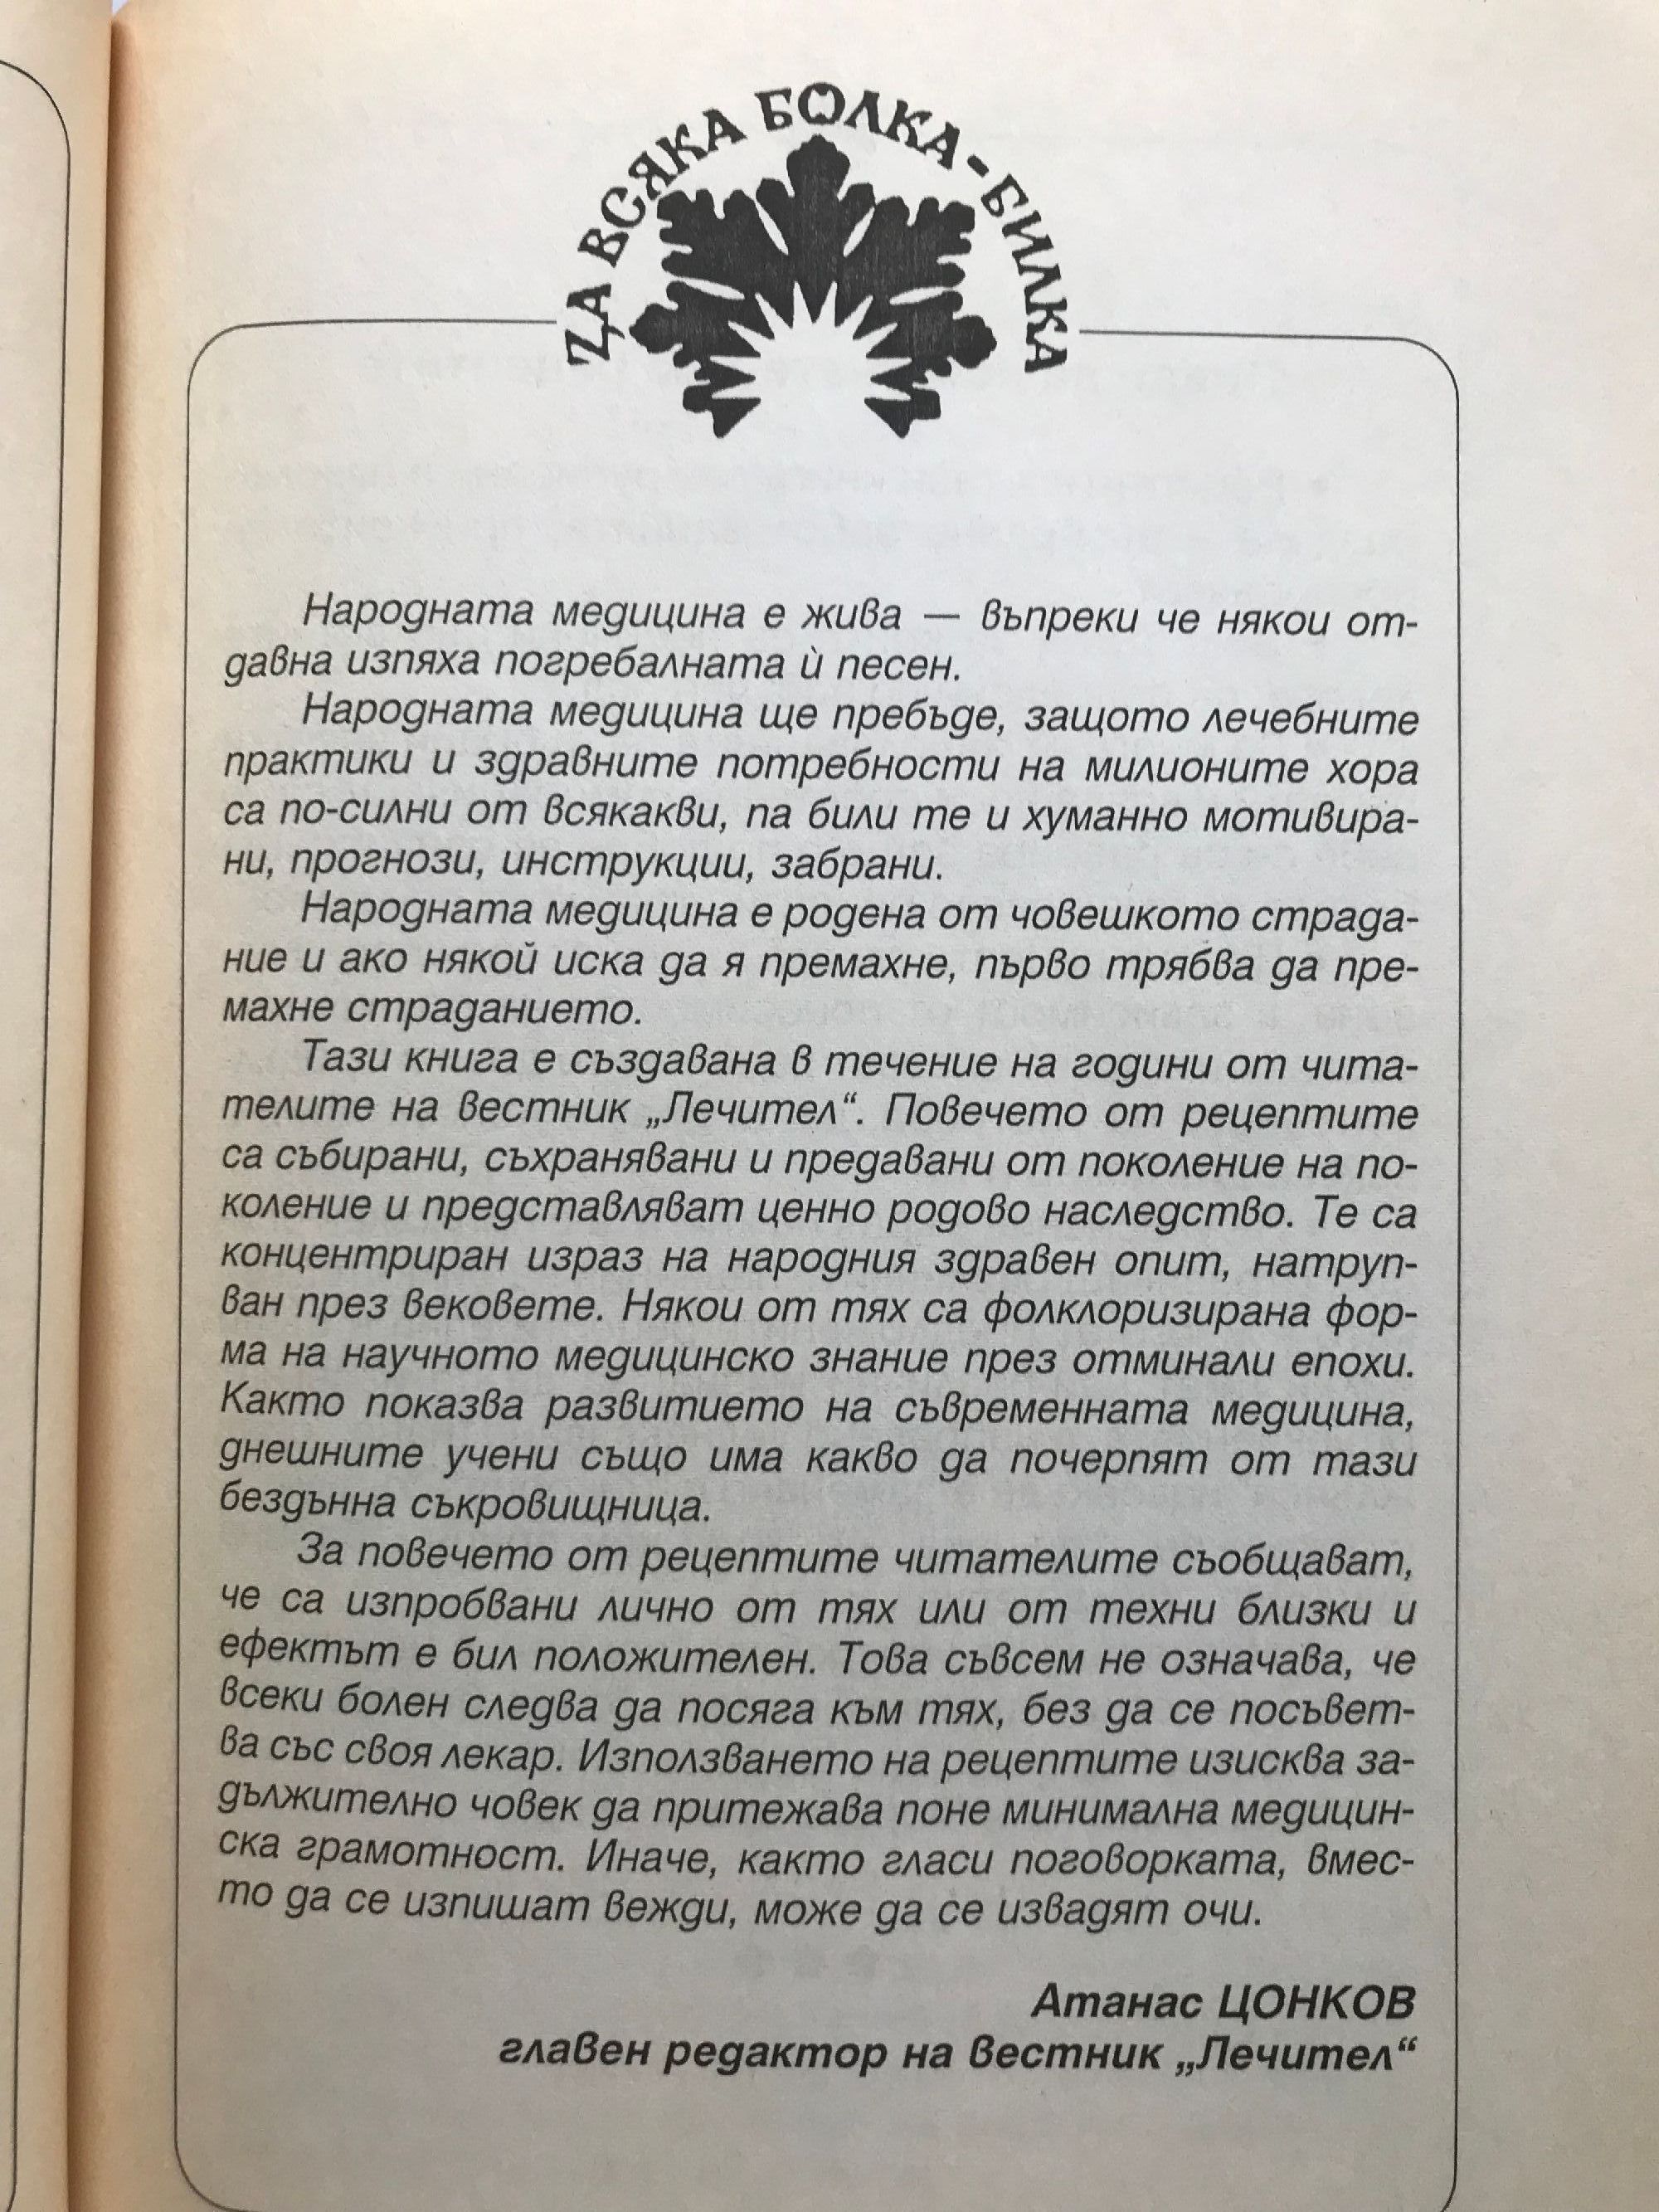 ЗА ВСЯКА БОЛКА - БИЛКА
Народната медицина е жива — въпреки че някои от-
давна изпяха погребалната ѝ песен.
Народната медицина ще пребъде, защото лечебните
практики и здравните потребности на милионите хора
са по-силни от всякакви, па били те и хуманно мотивира-
ни, прогнози, инструкции, забрани.
Народната медицина е родена от човешкото страда-
ние и ако някой иска да я премахне, първо трябва да пре-
махне страданието.
Тази книга е създавана в течение на години от чита-
телите на вестник „Лечител“. Повечето от рецептите
са събирани, съхранявани и предавани от поколение на по-
коление и представляват ценно родово наследство. Те са
концентриран израз на народния здравен опит, натруп-
ван през вековете. Някои от тях са фолклоризирана фор-
ма на научното медицинско знание през отминали епохи.
Както показва развитието на съвременната медицина,
днешните учени също има какво да почерпят от тази
бездънна съкровищница.
За повечето от рецептите читателите съобщават,
че са изпробвани лично от тях или от техни близки и
ефектът е бил положителен. Това съвсем не означава, че
всеки болен следва да посяга към тях, без да се посъвет-
ва със своя лекар. Използването на рецептите изисква за-
дължително човек да притежава поне минимална медицин-
ска грамотност. Иначе, както гласи поговорката, вмес-
то да се изпишат вежди, може да се извадят очи.
Атанас ЦОНКОВ
главен редактор на вестник „Лечител“